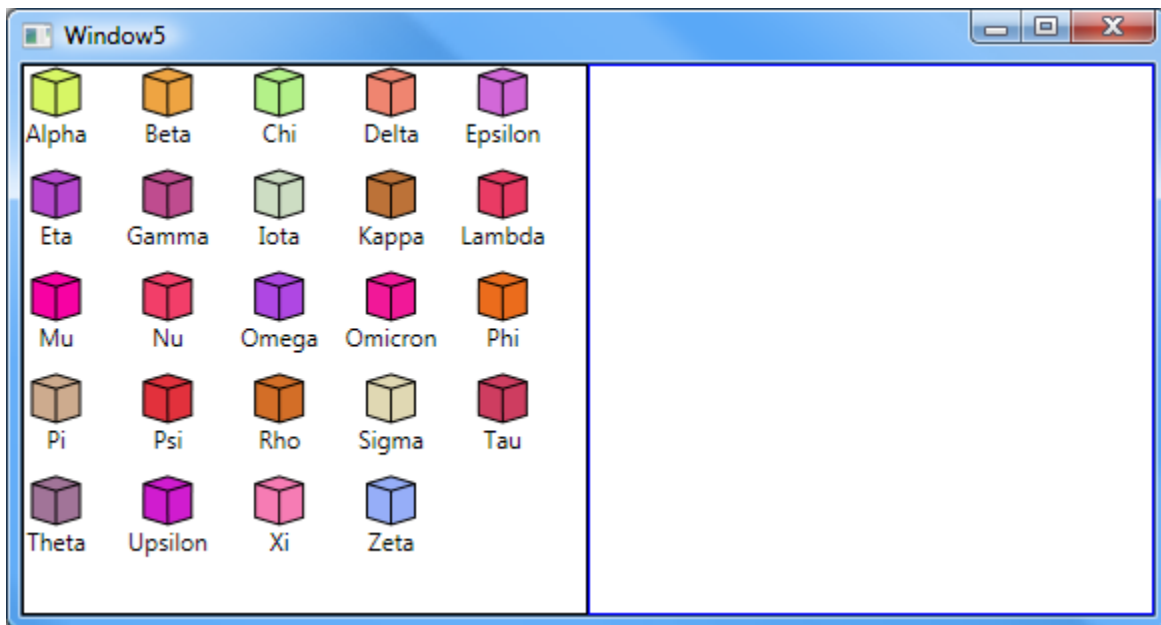 Window5
Alpha Beta Chi Delta Epsilon
Eta Gamma Iota Kappa Lambda
Mu Nu Omega Omicron Phi
Pi Psi Rho Sigma Tau
Theta Upsilon Xi Zeta